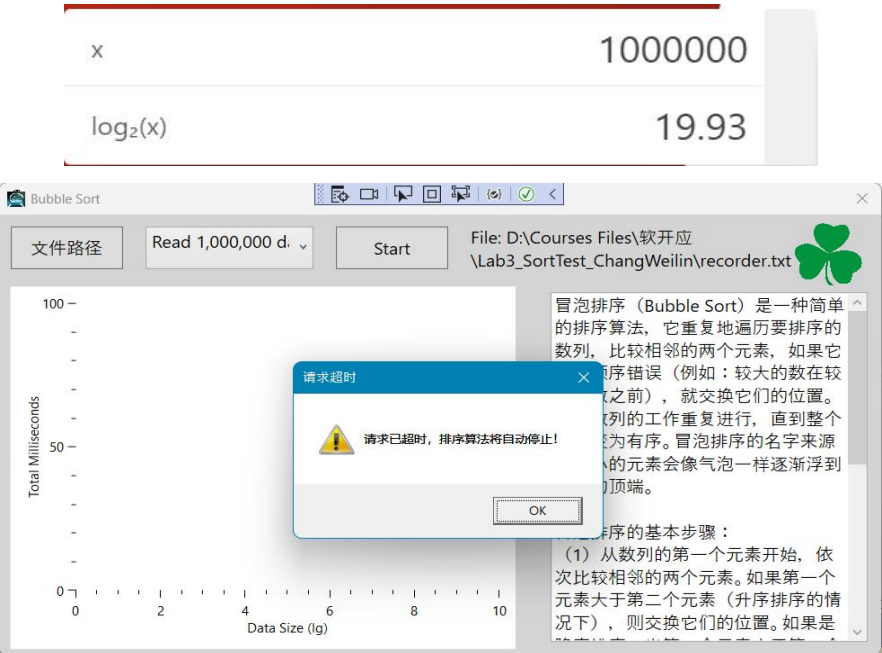 x
1000000
log₂(x)
19.93
Bubble Sort
文件路径
Read 1,000,000 d
Start
File: D:\Courses Files\软开应
\Lab3_SortTest_ChangWeilin\recorder.txt
100
50
0
Total Milliseconds
0
2
4
6
8
10
Data Size (lg)
请求超时
请求已超时，排序算法将自动停止！
OK
冒泡排序（Bubble Sort）是一种简单
的排序算法，它重复地遍历要排序的
数列，比较相邻的两个元素，如果它
序错误（例如：较大的数在较
之前），就交换它们的位置。
列的工作重复进行，直到整个
为有序。冒泡排序的名字来源
的元素会像气泡一样逐渐浮到
顶端。
序的基本步骤：
（1）从数列的第一个元素开始，依
次比较相邻的两个元素。如果第一个
元素大于第二个元素（升序排序的情
况下），则交换它们的位置。如果是